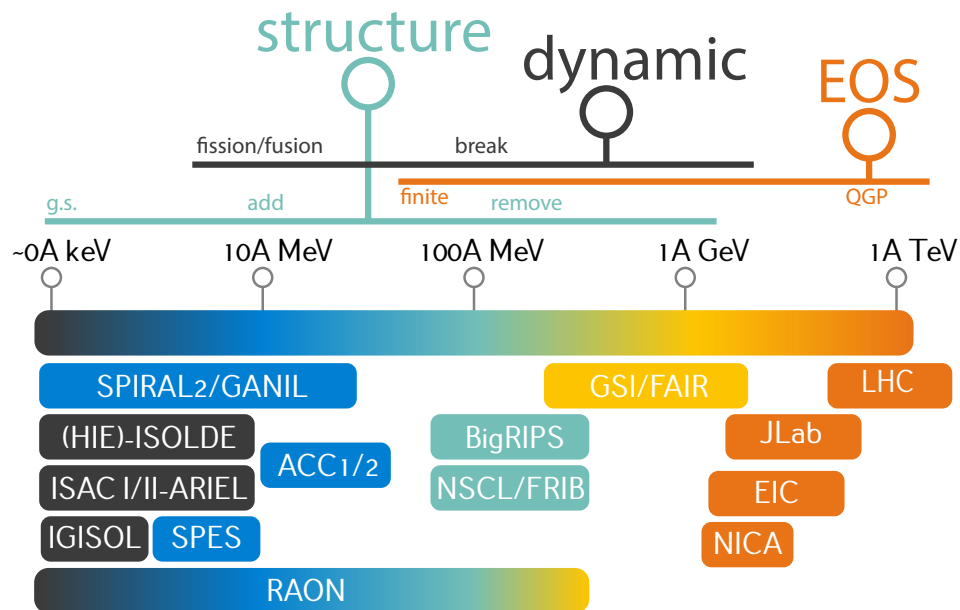 structure
dynamic
EOS
fission/fusion break
finite QGP
g.s. add remove
~0A keV 10A MeV 100A MeV 1A GeV 1A TeV
SPIRAL2/GANIL GSI/FAIR LHC
(HIE)-ISOLDE BigRIPS JLab
ACC1/2
ISAC I/II-ARIEL NSCL/FRIB EIC
IGISOL SPES NICA
RAON